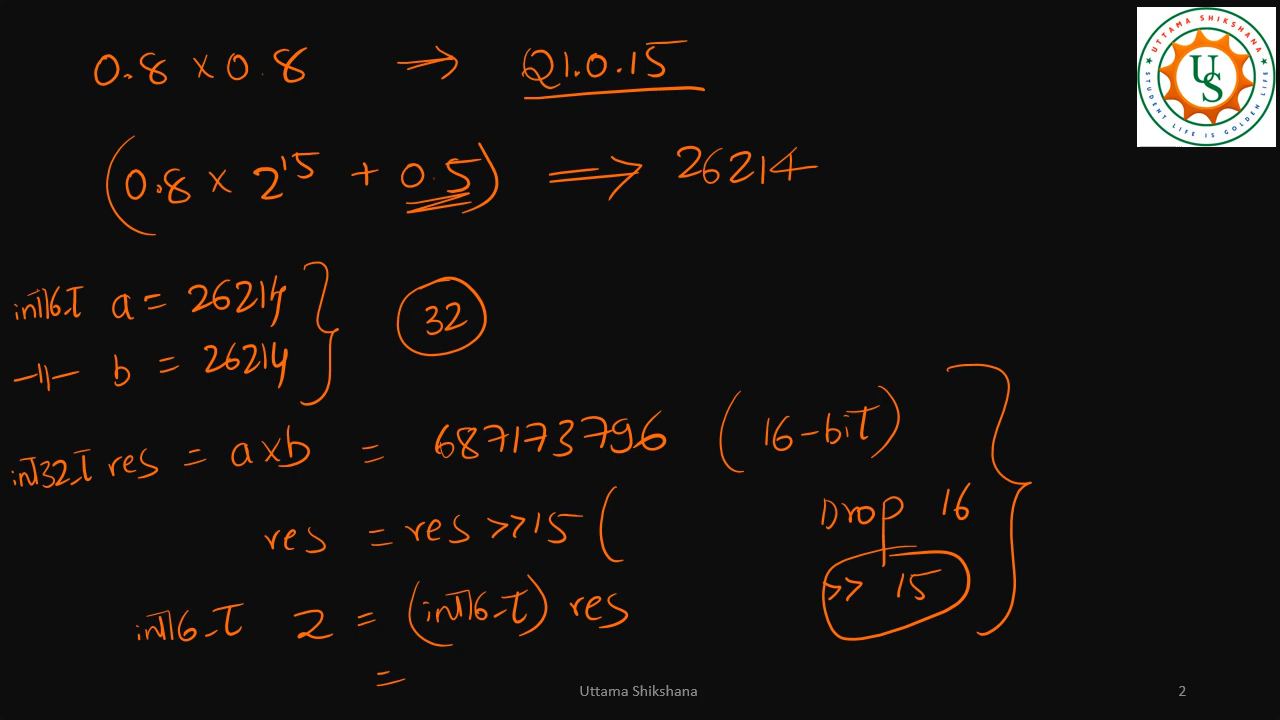 0.8 × 0.8 ⇒ Q1.0.15
(0.8 × 2^15 + 0.5) ⇒ 26214
int16_t a = 26214
—||— b = 26214
32
int32_t res = a×b = 687173796 (16-bit)
res = res >> 15 (
Drop 16
>> 15
int16_t z = (int16_t) res
=
UTTAMA SHIKSHANA
US
STUDENT LIFE IS GOLDEN LIFE
Uttama Shikshana
2